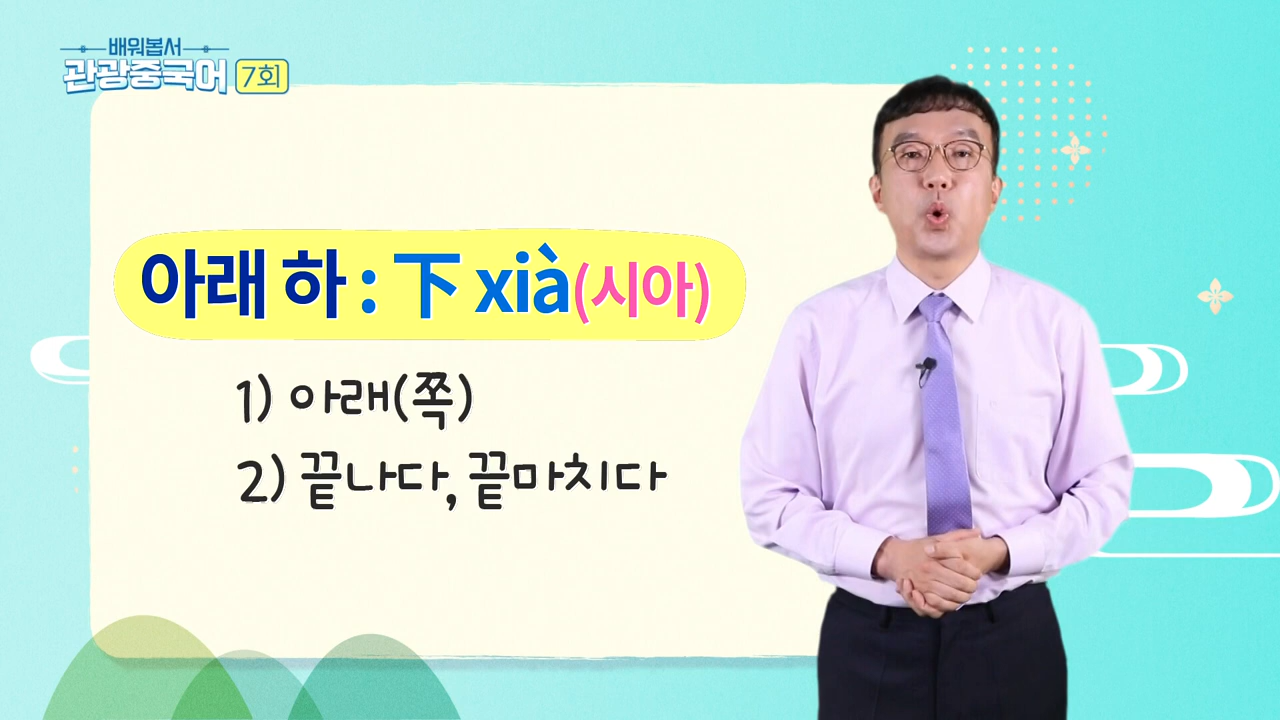 배워봅서
관광중국어 7회
아래 하 : 下 xià(시아)
1) 아래(쪽)
2) 끝나다, 끝마치다